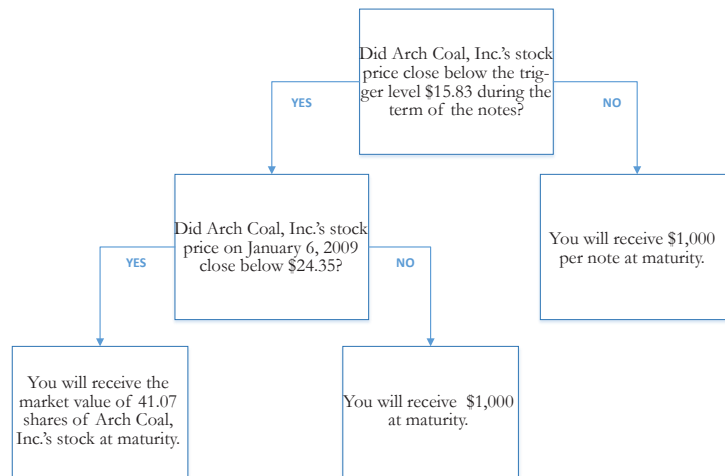 Did Arch Coal, Inc.'s stock
price close below the trig-
ger level $15.83 during the
term of the notes?
YES
NO
Did Arch Coal, Inc.'s stock
price on January 6, 2009
close below $24.35?
You will receive $1,000
per note at maturity.
YES
NO
You will receive the
market value of 41.07
shares of Arch Coal,
Inc.'s stock at maturity.
You will receive $1,000
at maturity.